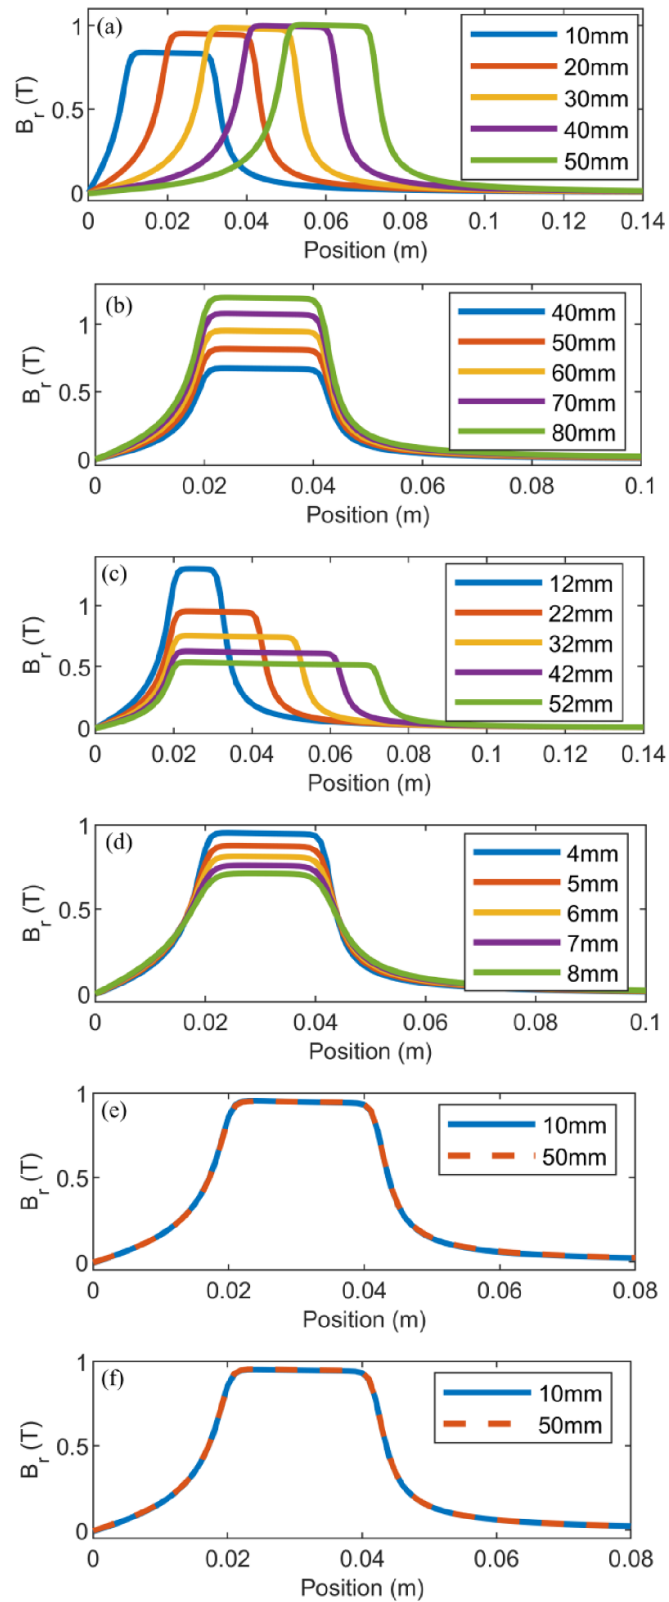 (a)
1
0.5
0
B_r (T)
10mm
20mm
30mm
40mm
50mm
0 0.02 0.04 0.06 0.08 0.1 0.12 0.14
Position (m)
(b)
1
0.5
0
B_r (T)
40mm
50mm
60mm
70mm
80mm
0 0.02 0.04 0.06 0.08 0.1
Position (m)
(c)
1
0.5
0
B_r (T)
12mm
22mm
32mm
42mm
52mm
0 0.02 0.04 0.06 0.08 0.1 0.12 0.14
Position (m)
(d)
1
0.5
0
B_r (T)
4mm
5mm
6mm
7mm
8mm
0 0.02 0.04 0.06 0.08 0.1
Position (m)
(e)
1
0.5
0
B_r (T)
10mm
50mm
0 0.02 0.04 0.06 0.08
Position (m)
(f)
1
0.5
0
B_r (T)
10mm
50mm
0 0.02 0.04 0.06 0.08
Position (m)